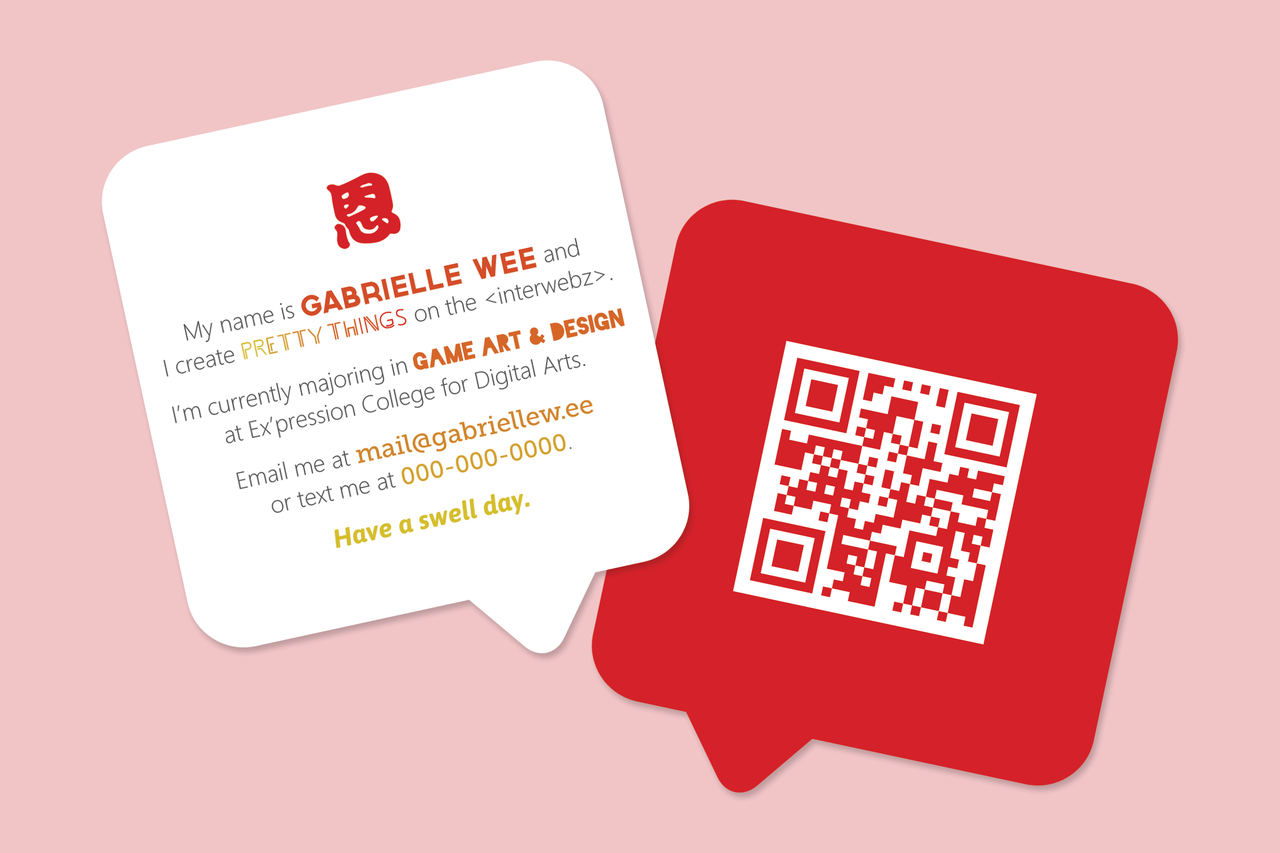 恩
My name is GABRIELLE WEE and
I create PRETTY THINGS on the <interwebz>.
I'm currently majoring in GAME ART & DESIGN
at Ex'pression College for Digital Arts.
Email me at mail@gabriellew.ee
or text me at 000-000-0000.
Have a swell day.